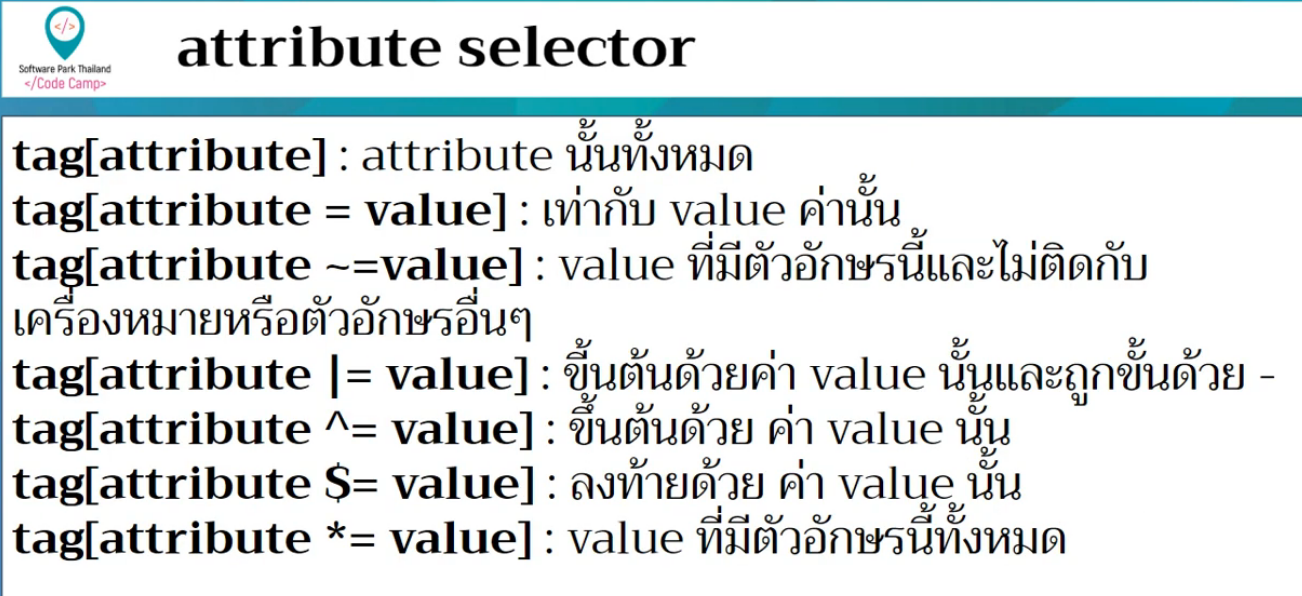 </>
Software Park Thailand
</Code Camp>
attribute selector
tag[attribute] : attribute นั้นทั้งหมด
tag[attribute = value] : เท่ากับ value ค่านั้น
tag[attribute ~=value] : value ที่มีตัวอักษรนี้และไม่ติดกับ
เครื่องหมายหรือตัวอักษรอื่นๆ
tag[attribute |= value] : ขี้นต้นด้วยค่า value นั้นและถูกขั้นด้วย -
tag[attribute ^= value] : ขึ้นต้นด้วย ค่า value นั้น
tag[attribute $= value] : ลงท้ายด้วย ค่า value นั้น
tag[attribute *= value] : value ที่มีตัวอักษรนี้ทั้งหมด